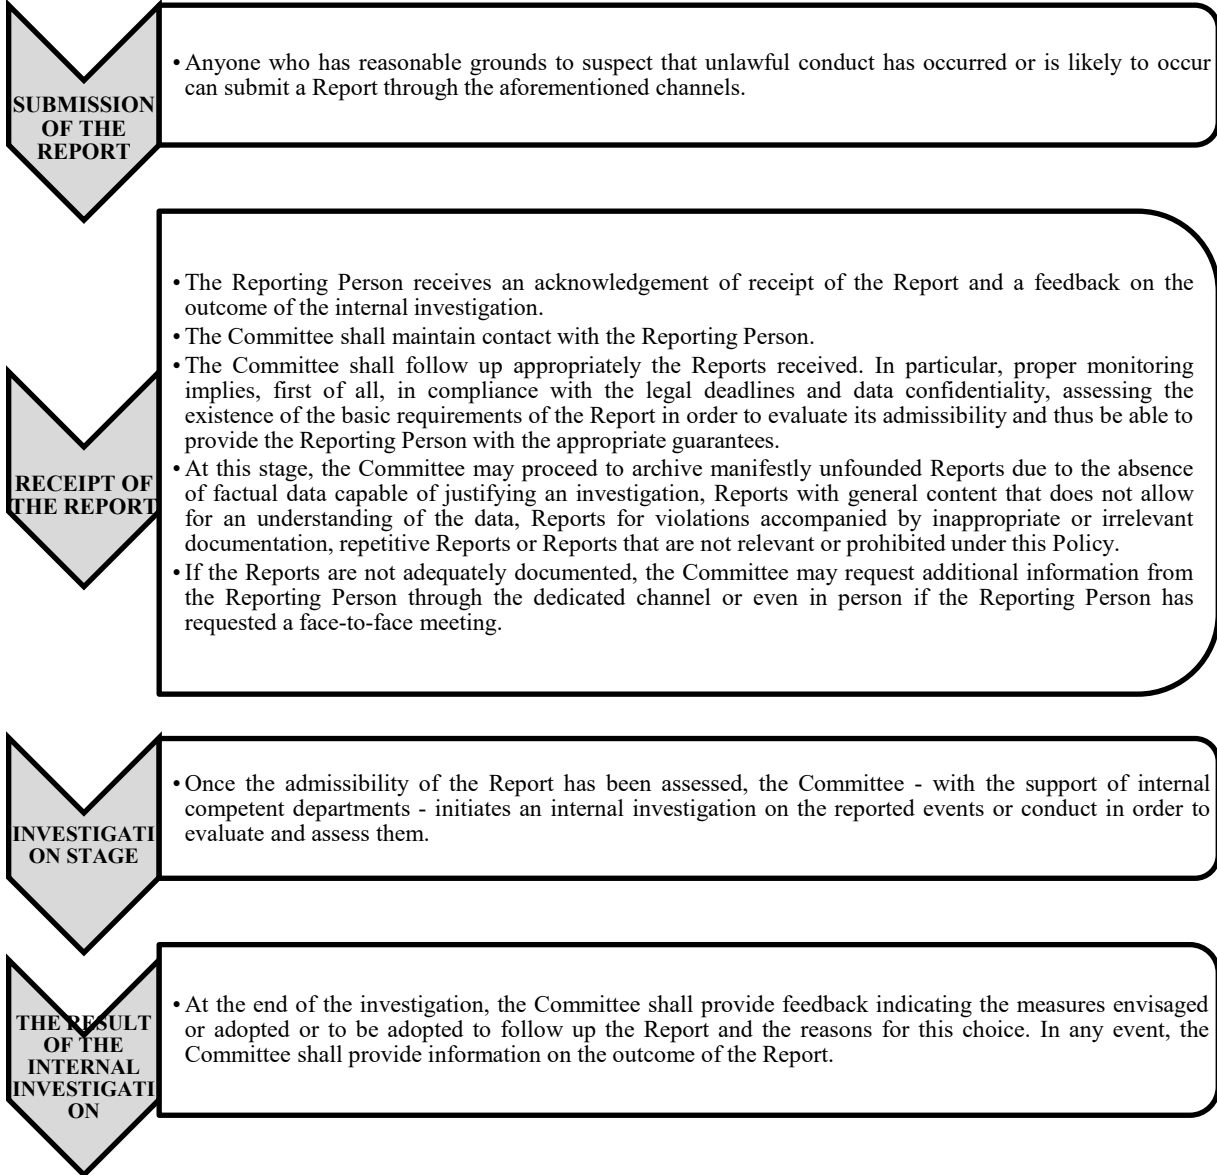 SUBMISSION
OF THE
REPORT
• Anyone who has reasonable grounds to suspect that unlawful conduct has occurred or is likely to occur
can submit a Report through the aforementioned channels.
RECEIPT OF
THE REPORT
• The Reporting Person receives an acknowledgement of receipt of the Report and a feedback on the
outcome of the internal investigation.
• The Committee shall maintain contact with the Reporting Person.
• The Committee shall follow up appropriately the Reports received. In particular, proper monitoring
implies, first of all, in compliance with the legal deadlines and data confidentiality, assessing the
existence of the basic requirements of the Report in order to evaluate its admissibility and thus be able to
provide the Reporting Person with the appropriate guarantees.
• At this stage, the Committee may proceed to archive manifestly unfounded Reports due to the absence
of factual data capable of justifying an investigation, Reports with general content that does not allow
for an understanding of the data, Reports for violations accompanied by inappropriate or irrelevant
documentation, repetitive Reports or Reports that are not relevant or prohibited under this Policy.
• If the Reports are not adequately documented, the Committee may request additional information from
the Reporting Person through the dedicated channel or even in person if the Reporting Person has
requested a face-to-face meeting.
INVESTIGATI
ON STAGE
• Once the admissibility of the Report has been assessed, the Committee - with the support of internal
competent departments - initiates an internal investigation on the reported events or conduct in order to
evaluate and assess them.
THE RESULT
OF THE
INTERNAL
INVESTIGATI
ON
• At the end of the investigation, the Committee shall provide feedback indicating the measures envisaged
or adopted or to be adopted to follow up the Report and the reasons for this choice. In any event, the
Committee shall provide information on the outcome of the Report.